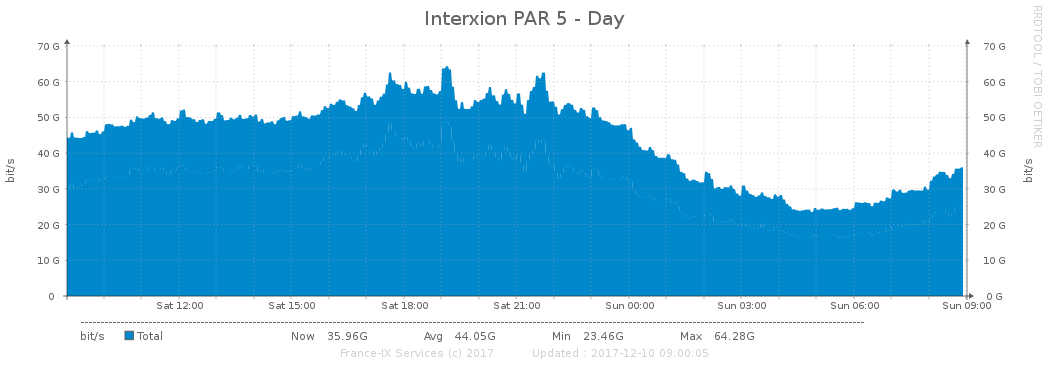 Interxion PAR 5 - Day
RRDTOOL / TOBI OETIKER
70 G 70 G
60 G 60 G
50 G 50 G
40 G 40 G
30 G 30 G
20 G 20 G
10 G 10 G
0 0 G
bit/s bit/s
Sat 12:00 Sat 15:00 Sat 18:00 Sat 21:00 Sun 00:00 Sun 03:00 Sun 06:00 Sun 09:00
bit/s Total Now 35.96G Avg 44.05G Min 23.46G Max 64.28G
France-IX Services (c) 2017 Updated : 2017-12-10 09:00:05